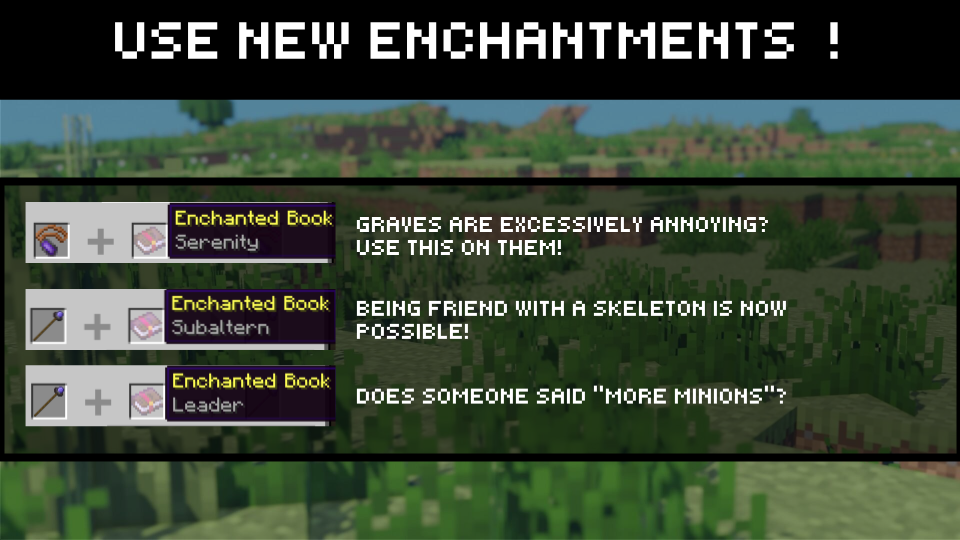 USE NEW ENCHANTMENTS !
Enchanted Book
Serenity
GRAVES ARE EXCESSIVELY ANNOYING?
USE THIS ON THEM!
Enchanted Book
Subaltern
BEING FRIEND WITH A SKELETON IS NOW
POSSIBLE!
Enchanted Book
Leader
DOES SOMEONE SAID "MORE MINIONS"?